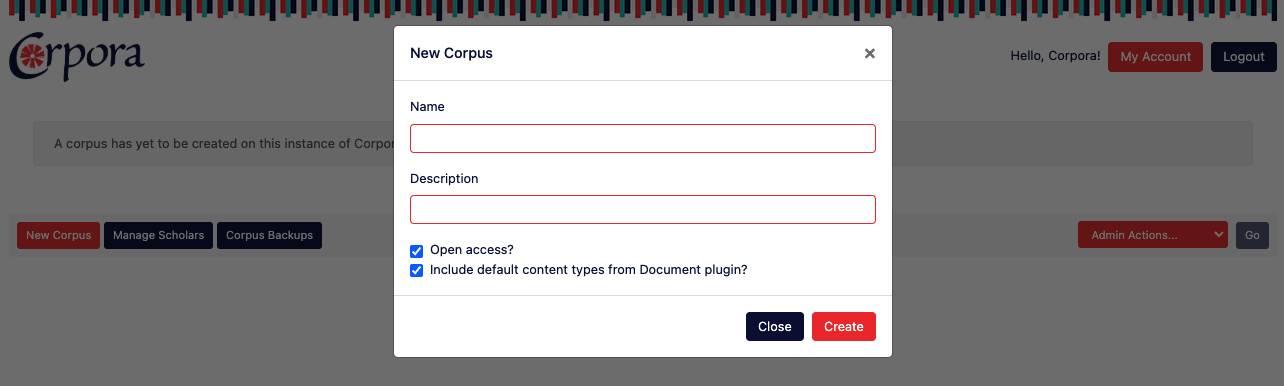 Corpora
Hello, Corpora!
My Account
Logout
New Corpus
×
Name
A corpus has yet to be created on this instance of
Description
New Corpus
Manage Scholars
Corpus Backups
Admin Actions...
Go
Open access?
Include default content types from Document plugin?
Close
Create